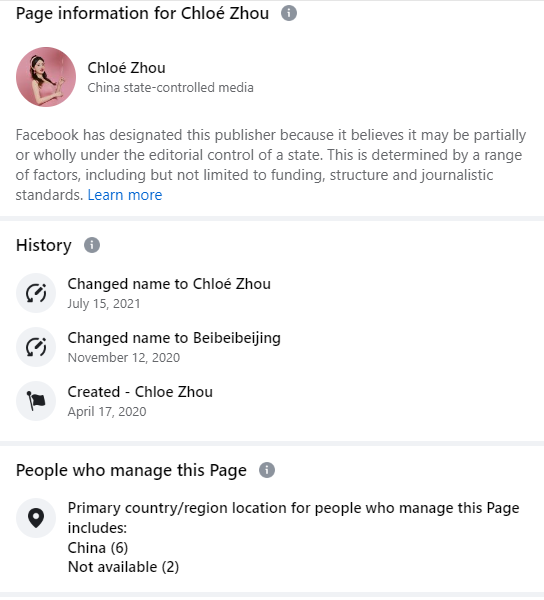 Page information for Chloé Zhou
Chloé Zhou
China state-controlled media
Facebook has designated this publisher because it believes it may be partially
or wholly under the editorial control of a state. This is determined by a range
of factors, including but not limited to funding, structure and journalistic
standards. Learn more
History
Changed name to Chloé Zhou
July 15, 2021
Changed name to Beibeibeijing
November 12, 2020
Created - Chloe Zhou
April 17, 2020
People who manage this Page
Primary country/region location for people who manage this Page
includes:
China (6)
Not available (2)